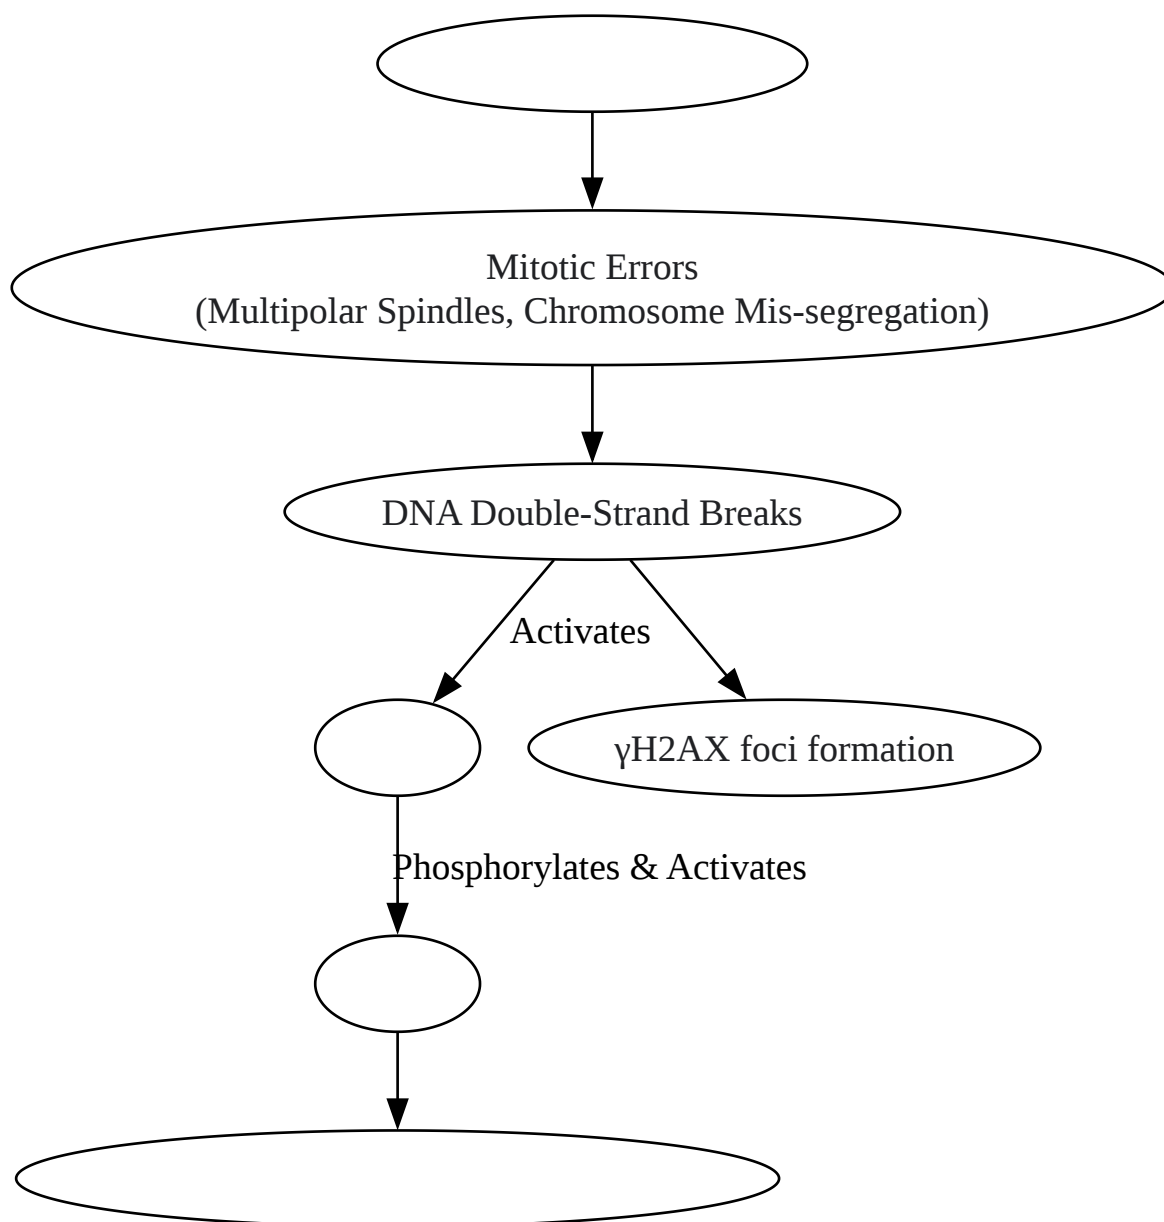 Mitotic Errors
(Multipolar Spindles, Chromosome Mis-segregation)
DNA Double-Strand Breaks
Activates
γH2AX foci formation
Phosphorylates & Activates